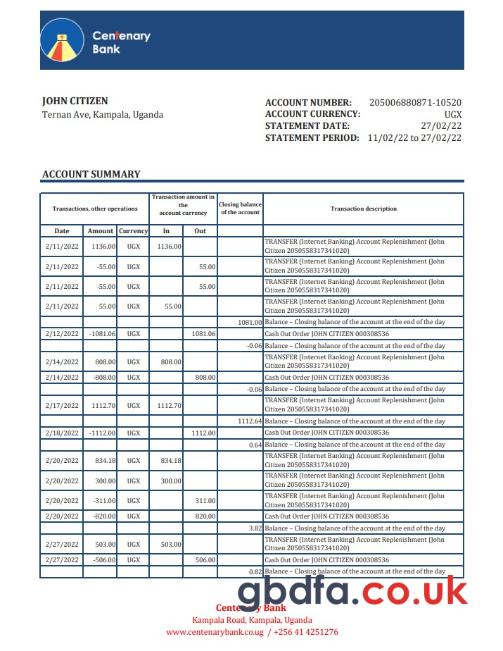 Centenary
Bank
JOHN CITIZEN
Ternan Ave, Kampala, Uganda
ACCOUNT NUMBER: 205006880871-10520
ACCOUNT CURRENCY: UGX
STATEMENT DATE: 27/02/22
STATEMENT PERIOD: 11/02/22 to 27/02/22
ACCOUNT SUMMARY
Transactions, other operations
Transaction amount in
the
account currency
Closing balance
of the account
Transaction description
Date Amount Currency In Out
2/11/2022 1136.00 UGX 1136.00 TRANSFER (Internet Banking) Account Replenishment (John
Citizen 2050558317341020)
2/11/2022 -55.00 UGX 55.00 TRANSFER (Internet Banking) Account Replenishment (John
Citizen 2050558317341020)
2/11/2022 -55.00 UGX 55.00 TRANSFER (Internet Banking) Account Replenishment (John
Citizen 2050558317341020)
2/11/2022 55.00 UGX 55.00 TRANSFER (Internet Banking) Account Replenishment (John
Citizen 2050558317341020)
1081.00 Balance – Closing balance of the account at the end of the day
2/12/2022 -1081.06 UGX 1081.06 Cash Out Order JOHN CITIZEN 000308536
-0.06 Balance – Closing balance of the account at the end of the day
2/14/2022 808.00 UGX 808.00 TRANSFER (Internet Banking) Account Replenishment (John
Citizen 2050558317341020)
2/14/2022 -808.00 UGX 808.00 Cash Out Order JOHN CITIZEN 000308536
-0.06 Balance – Closing balance of the account at the end of the day
2/17/2022 1112.70 UGX 1112.70 TRANSFER (Internet Banking) Account Replenishment (John
Citizen 2050558317341020)
1112.64 Balance – Closing balance of the account at the end of the day
2/18/2022 -1112.00 UGX 1112.00 Cash Out Order JOHN CITIZEN 000308536
0.64 Balance – Closing balance of the account at the end of the day
2/20/2022 834.18 UGX 834.18 TRANSFER (Internet Banking) Account Replenishment (John
Citizen 2050558317341020)
2/20/2022 300.00 UGX 300.00 TRANSFER (Internet Banking) Account Replenishment (John
Citizen 2050558317341020)
2/20/2022 -311.00 UGX 311.00 TRANSFER (Internet Banking) Account Replenishment (John
Citizen 2050558317341020)
2/20/2022 -820.00 UGX 820.00 Cash Out Order JOHN CITIZEN 000308536
3.82 Balance – Closing balance of the account at the end of the day
2/27/2022 503.00 UGX 503.00 TRANSFER (Internet Banking) Account Replenishment (John
Citizen 2050558317341020)
2/27/2022 -506.00 UGX 506.00 Cash Out Order JOHN CITIZEN 000308536
0.82 Balance – Closing balance of the account at the end of the day
gbdfa.co.uk
Centenary Bank
Kampala Road, Kampala, Uganda
www.centenarybank.co.ug / +256 41 4251276